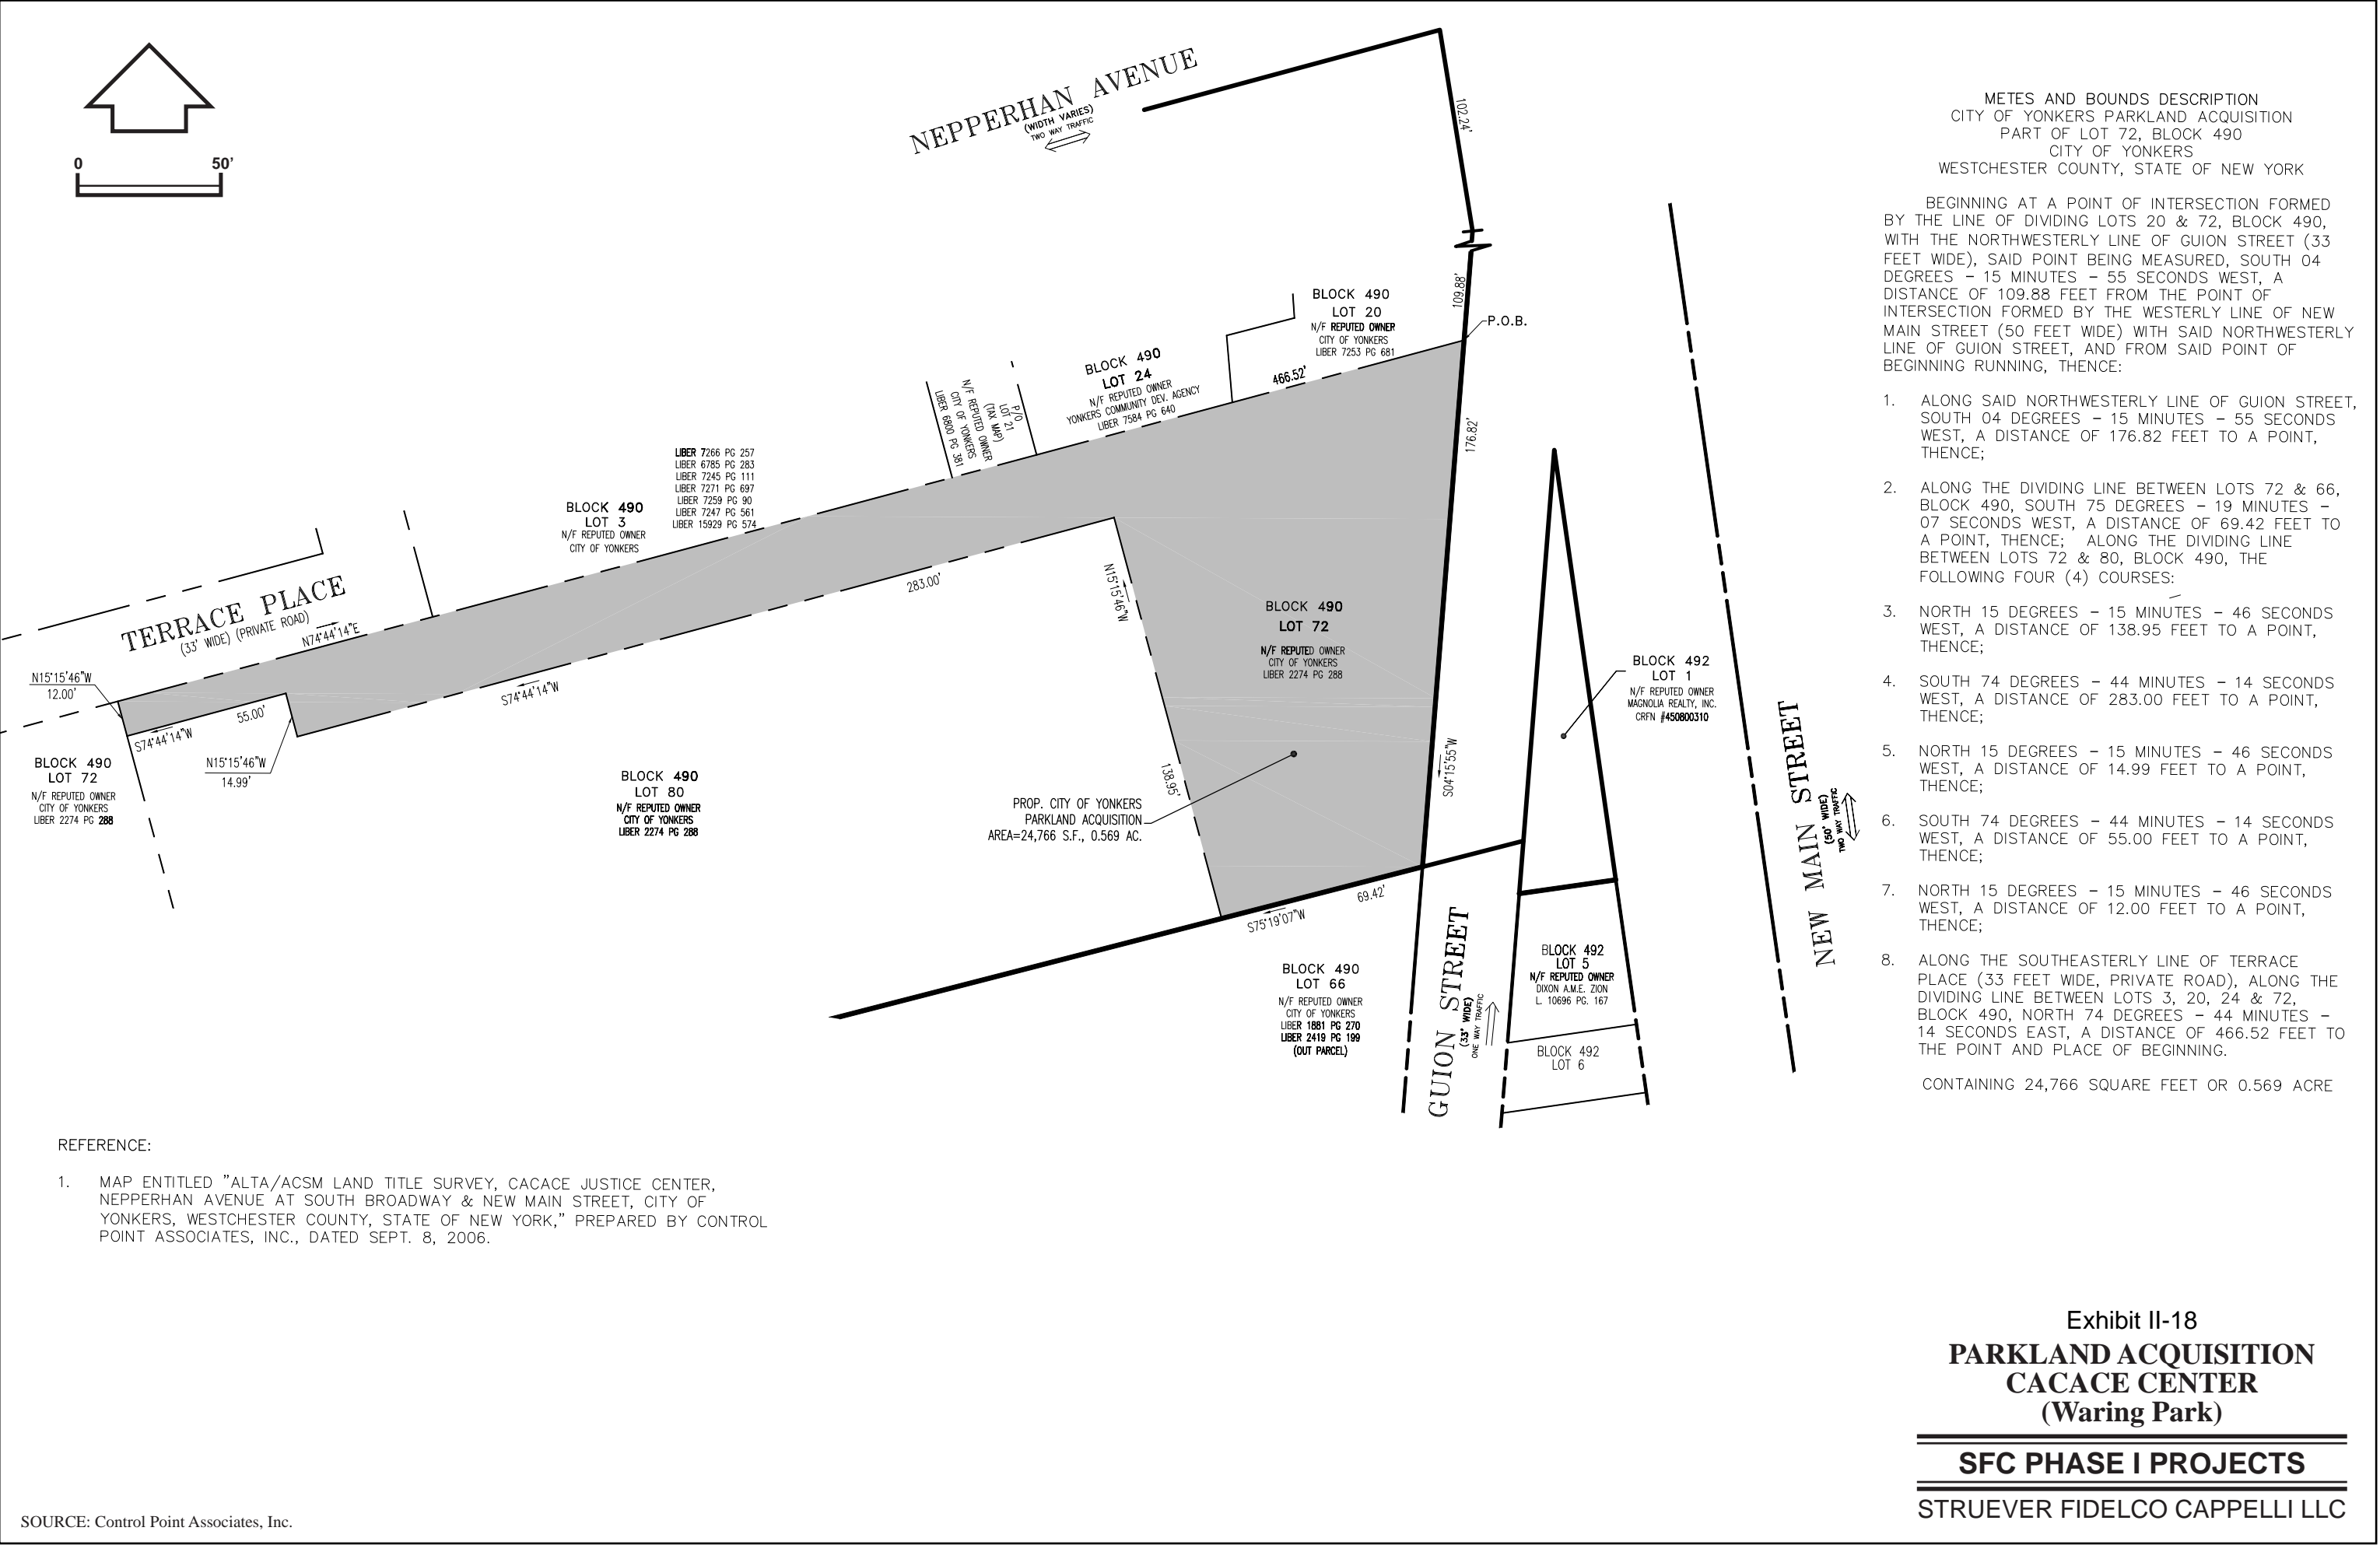 0 50'
NEPPERHAN AVENUE
(WIDTH VARIES)
TWO WAY TRAFFIC
102.24'
109.88'
P.O.B.
176.82'
S04°15'55"W
BLOCK 490
LOT 20
N/F REPUTED OWNER
CITY OF YONKERS
LIBER 7253 PG 681
466.52'
BLOCK 490
LOT 24
N/F REPUTED OWNER
YONKERS COMMUNITY DEV. AGENCY
LIBER 7584 PG 640
P/O
LOT 21
(TAX MAP)
N/F REPUTED OWNER
CITY OF YONKERS
LIBER 6800 PG 381
LIBER 7266 PG 257
LIBER 6785 PG 283
LIBER 7245 PG 111
LIBER 7271 PG 697
LIBER 7259 PG 90
LIBER 7247 PG 561
LIBER 15929 PG 574
BLOCK 490
LOT 3
N/F REPUTED OWNER
CITY OF YONKERS
TERRACE PLACE
(33' WIDE) (PRIVATE ROAD)
N74°44'14"E
N15°15'46"W
12.00'
S74°44'14"W
55.00'
N15°15'46"W
14.99'
S74°44'14"W
283.00'
N15°15'46"W
138.95'
BLOCK 490
LOT 72
N/F REPUTED OWNER
CITY OF YONKERS
LIBER 2274 PG 288
BLOCK 490
LOT 80
N/F REPUTED OWNER
CITY OF YONKERS
LIBER 2274 PG 288
BLOCK 490
LOT 72
N/F REPUTED OWNER
CITY OF YONKERS
LIBER 2274 PG 288
PROP. CITY OF YONKERS
PARKLAND ACQUISITION
AREA=24,766 S.F., 0.569 AC.
S75°19'07"W
69.42'
BLOCK 490
LOT 66
N/F REPUTED OWNER
CITY OF YONKERS
LIBER 1881 PG 270
LIBER 2419 PG 199
(OUT PARCEL)
GUION STREET
(33' WIDE)
ONE WAY TRAFFIC
BLOCK 492
LOT 1
N/F REPUTED OWNER
MAGNOLIA REALTY, INC.
CRFN #450800310
BLOCK 492
LOT 5
N/F REPUTED OWNER
DIXON A.M.E. ZION
L. 10696 PG. 167
BLOCK 492
LOT 6
NEW MAIN STREET
(50' WIDE)
TWO WAY TRAFFIC
METES AND BOUNDS DESCRIPTION
CITY OF YONKERS PARKLAND ACQUISITION
PART OF LOT 72, BLOCK 490
CITY OF YONKERS
WESTCHESTER COUNTY, STATE OF NEW YORK
BEGINNING AT A POINT OF INTERSECTION FORMED
BY THE LINE OF DIVIDING LOTS 20 & 72, BLOCK 490,
WITH THE NORTHWESTERLY LINE OF GUION STREET (33
FEET WIDE), SAID POINT BEING MEASURED, SOUTH 04
DEGREES – 15 MINUTES – 55 SECONDS WEST, A
DISTANCE OF 109.88 FEET FROM THE POINT OF
INTERSECTION FORMED BY THE WESTERLY LINE OF NEW
MAIN STREET (50 FEET WIDE) WITH SAID NORTHWESTERLY
LINE OF GUION STREET, AND FROM SAID POINT OF
BEGINNING RUNNING, THENCE:
1. ALONG SAID NORTHWESTERLY LINE OF GUION STREET,
SOUTH 04 DEGREES – 15 MINUTES – 55 SECONDS
WEST, A DISTANCE OF 176.82 FEET TO A POINT,
THENCE;
2. ALONG THE DIVIDING LINE BETWEEN LOTS 72 & 66,
BLOCK 490, SOUTH 75 DEGREES – 19 MINUTES –
07 SECONDS WEST, A DISTANCE OF 69.42 FEET TO
A POINT, THENCE; ALONG THE DIVIDING LINE
BETWEEN LOTS 72 & 80, BLOCK 490, THE
FOLLOWING FOUR (4) COURSES:
3. NORTH 15 DEGREES – 15 MINUTES – 46 SECONDS
WEST, A DISTANCE OF 138.95 FEET TO A POINT,
THENCE;
4. SOUTH 74 DEGREES – 44 MINUTES – 14 SECONDS
WEST, A DISTANCE OF 283.00 FEET TO A POINT,
THENCE;
5. NORTH 15 DEGREES – 15 MINUTES – 46 SECONDS
WEST, A DISTANCE OF 14.99 FEET TO A POINT,
THENCE;
6. SOUTH 74 DEGREES – 44 MINUTES – 14 SECONDS
WEST, A DISTANCE OF 55.00 FEET TO A POINT,
THENCE;
7. NORTH 15 DEGREES – 15 MINUTES – 46 SECONDS
WEST, A DISTANCE OF 12.00 FEET TO A POINT,
THENCE;
8. ALONG THE SOUTHEASTERLY LINE OF TERRACE
PLACE (33 FEET WIDE, PRIVATE ROAD), ALONG THE
DIVIDING LINE BETWEEN LOTS 3, 20, 24 & 72,
BLOCK 490, NORTH 74 DEGREES – 44 MINUTES –
14 SECONDS EAST, A DISTANCE OF 466.52 FEET TO
THE POINT AND PLACE OF BEGINNING.
CONTAINING 24,766 SQUARE FEET OR 0.569 ACRE
REFERENCE:
1. MAP ENTITLED "ALTA/ACSM LAND TITLE SURVEY, CACACE JUSTICE CENTER,
NEPPERHAN AVENUE AT SOUTH BROADWAY & NEW MAIN STREET, CITY OF
YONKERS, WESTCHESTER COUNTY, STATE OF NEW YORK," PREPARED BY CONTROL
POINT ASSOCIATES, INC., DATED SEPT. 8, 2006.
Exhibit II-18
PARKLAND ACQUISITION
CACACE CENTER
(Waring Park)
SFC PHASE I PROJECTS
STRUEVER FIDELCO CAPPELLI LLC
SOURCE: Control Point Associates, Inc.